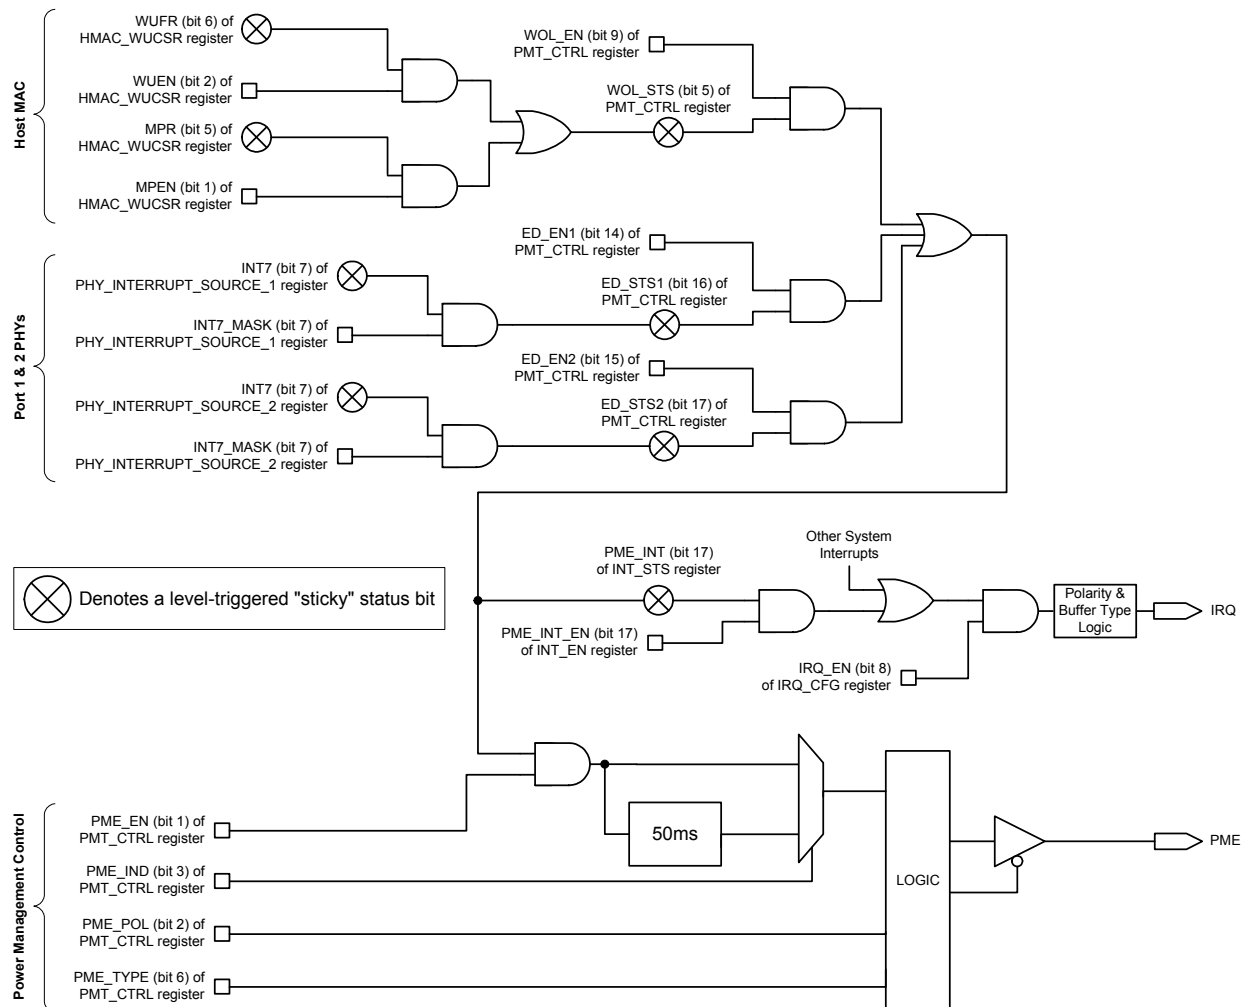 Host MAC
WUFR (bit 6) of
HMAC_WUCSR register
WUEN (bit 2) of
HMAC_WUCSR register
MPR (bit 5) of
HMAC_WUCSR register
MPEN (bit 1) of
HMAC_WUCSR register
WOL_EN (bit 9) of
PMT_CTRL register
WOL_STS (bit 5) of
PMT_CTRL register
Port 1 & 2 PHYs
INT7 (bit 7) of
PHY_INTERRUPT_SOURCE_1 register
INT7_MASK (bit 7) of
PHY_INTERRUPT_SOURCE_1 register
INT7 (bit 7) of
PHY_INTERRUPT_SOURCE_2 register
INT7_MASK (bit 7) of
PHY_INTERRUPT_SOURCE_2 register
ED_EN1 (bit 14) of
PMT_CTRL register
ED_STS1 (bit 16) of
PMT_CTRL register
ED_EN2 (bit 15) of
PMT_CTRL register
ED_STS2 (bit 17) of
PMT_CTRL register
Denotes a level-triggered "sticky" status bit
PME_INT (bit 17)
of INT_STS register
PME_INT_EN (bit 17)
of INT_EN register
Other System
Interrupts
IRQ_EN (bit 8)
of IRQ_CFG register
Polarity &
Buffer Type
Logic
IRQ
Power Management Control
PME_EN (bit 1) of
PMT_CTRL register
PME_IND (bit 3) of
PMT_CTRL register
PME_POL (bit 2) of
PMT_CTRL register
PME_TYPE (bit 6) of
PMT_CTRL register
50ms
LOGIC
PME